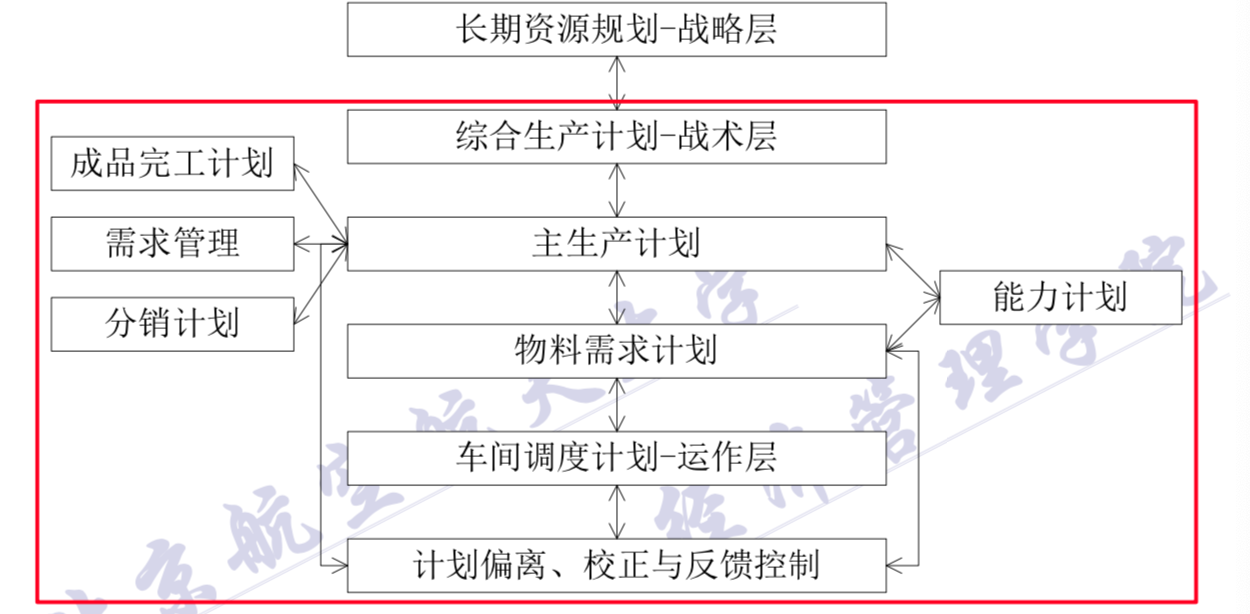 长期资源规划-战略层
综合生产计划-战术层
成品完工计划
需求管理
主生产计划
分销计划
能力计划
物料需求计划
车间调度计划-运作层
计划偏离、校正与反馈控制
北京航空航天大学
经济管理学院